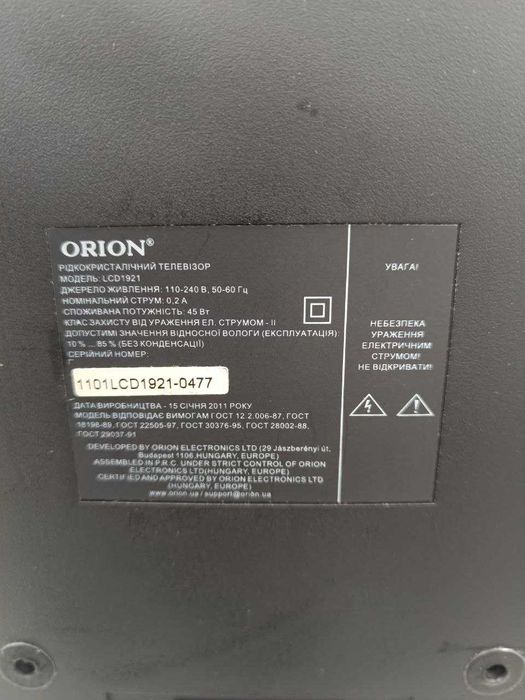 ORION®
РІДКОКРИСТАЛІЧНИЙ ТЕЛЕВІЗОР
МОДЕЛЬ: LCD1921
ДЖЕРЕЛО ЖИВЛЕННЯ: 110-240 В, 50-60 Гц
НОМІНАЛЬНИЙ СТРУМ: 0,2 А
СПОЖИВАНА ПОТУЖНІСТЬ: 45 Вт
КЛАС ЗАХИСТУ ВІД УРАЖЕННЯ ЕЛ. СТРУМОМ - II
ДОПУСТИМІ ЗНАЧЕННЯ ВІДНОСНОЇ ВОЛОГИ (ЕКСПЛУАТАЦІЯ):
10 % ... 85 % (БЕЗ КОНДЕНСАЦІЇ)
СЕРІЙНИЙ НОМЕР:
1101LCD1921-0477
ДАТА ВИРОБНИЦТВА - 15 СІЧНЯ 2011 РОКУ
МОДЕЛЬ ВІДПОВІДАЄ ВИМОГАМ ГОСТ 12.2.006-87, ГОСТ
18198-89, ГОСТ 22505-97, ГОСТ 30376-95, ГОСТ 28002-88,
ГОСТ 29037-91
DEVELOPED BY ORION ELECTRONICS LTD (29 Jászberényi út,
Budapest 1106,HUNGARY, EUROPE)
ASSEMBLED IN P.R.C. UNDER STRICT CONTROL OF ORION
ELECTRONICS LTD(HUNGARY, EUROPE)
CERTIFIED AND APPROVED BY ORION ELECTRONICS LTD
(HUNGARY, EUROPE)
www.orion.ua / support@orion.ua
УВАГА!
НЕБЕЗПЕКА
УРАЖЕННЯ
ЕЛЕКТРИЧНИМ
СТРУМОМ!
НЕ ВІДКРИВАТИ!